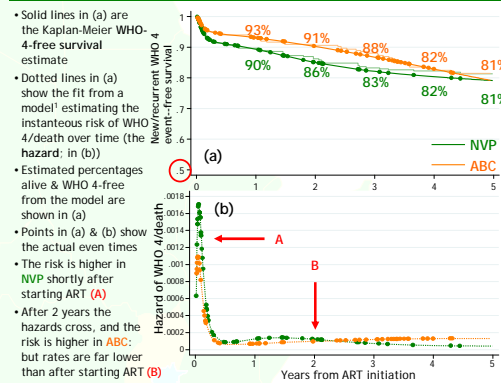 • Solid lines in (a) are
the Kaplan-Meier WHO-
4-free survival
estimate
• Dotted lines in (a)
show the fit from a
model¹ estimating the
instanteous risk of WHO
4/death over time (the
hazard; in (b))
• Estimated percentages
alive & WHO 4-free
from the model are
shown in (a)
• Points in (a) & (b) show
the actual even times
• The risk is higher in
NVP shortly after
starting ART (A)
• After 2 years the
hazards cross, and the
risk is higher in ABC:
but rates are far lower
than after starting ART (B)
New/recurrent WHO 4
event-free survival
1
.9
.8
.7
.6
.5
93%
91%
88%
82%
81%
90%
86%
83%
82%
81%
(a)
NVP
ABC
0 1 2 3 4 5
Hazard of WHO 4/death
.0018
.0016
.0014
.0012
.001
.0008
.0006
.0004
.0002
0
(b)
A
B
0 1 2 3 4 5
Years from ART initiation